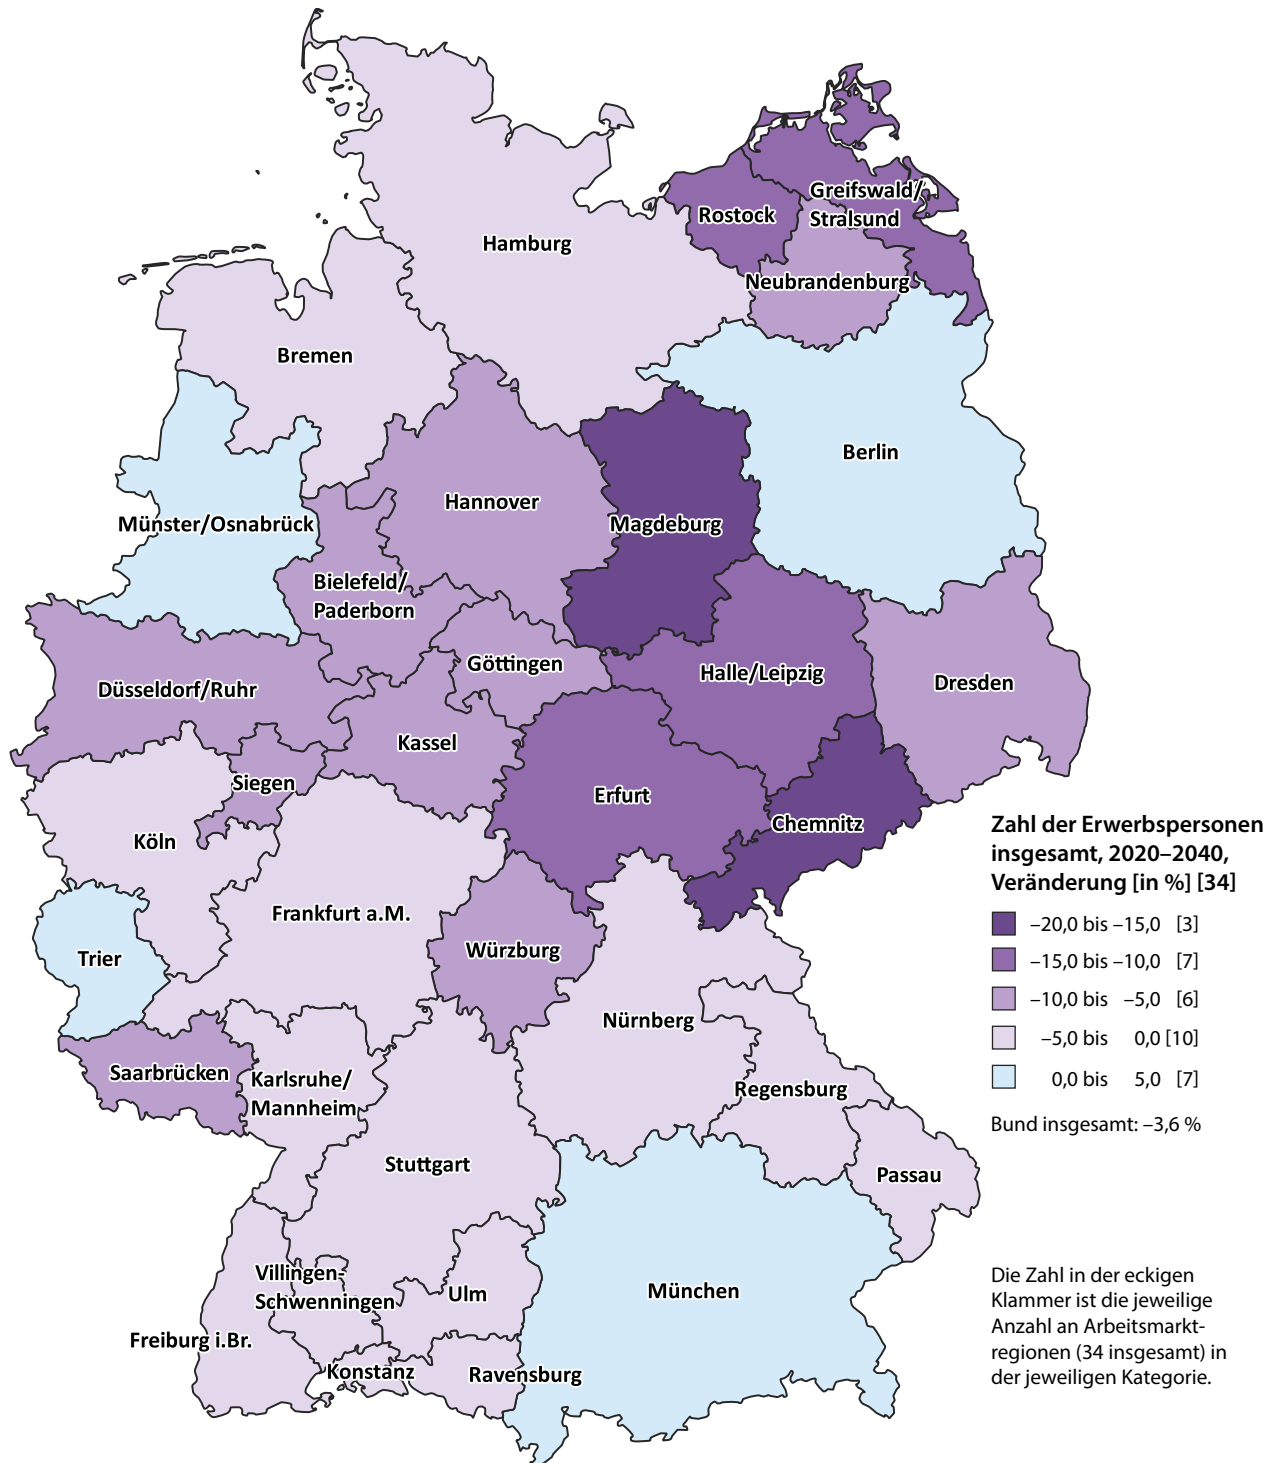 Hamburg
Rostock
Greifswald/
Stralsund
Neubrandenburg
Bremen
Berlin
Hannover
Münster/Osnabrück
Magdeburg
Bielefeld/
Paderborn
Göttingen
Halle/Leipzig
Dresden
Düsseldorf/Ruhr
Kassel
Siegen
Erfurt
Chemnitz
Köln
Frankfurt a.M.
Würzburg
Trier
Nürnberg
Saarbrücken
Karlsruhe/
Mannheim
Regensburg
Stuttgart
Passau
Villingen-
Schwenningen
Ulm
München
Freiburg i.Br.
Konstanz
Ravensburg
Zahl der Erwerbspersonen
insgesamt, 2020–2040,
Veränderung [in %] [34]
–20,0 bis –15,0 [3]
–15,0 bis –10,0 [7]
–10,0 bis –5,0 [6]
–5,0 bis 0,0 [10]
0,0 bis 5,0 [7]
Bund insgesamt: –3,6 %
Die Zahl in der eckigen
Klammer ist die jeweilige
Anzahl an Arbeitsmarkt-
regionen (34 insgesamt) in
der jeweiligen Kategorie.